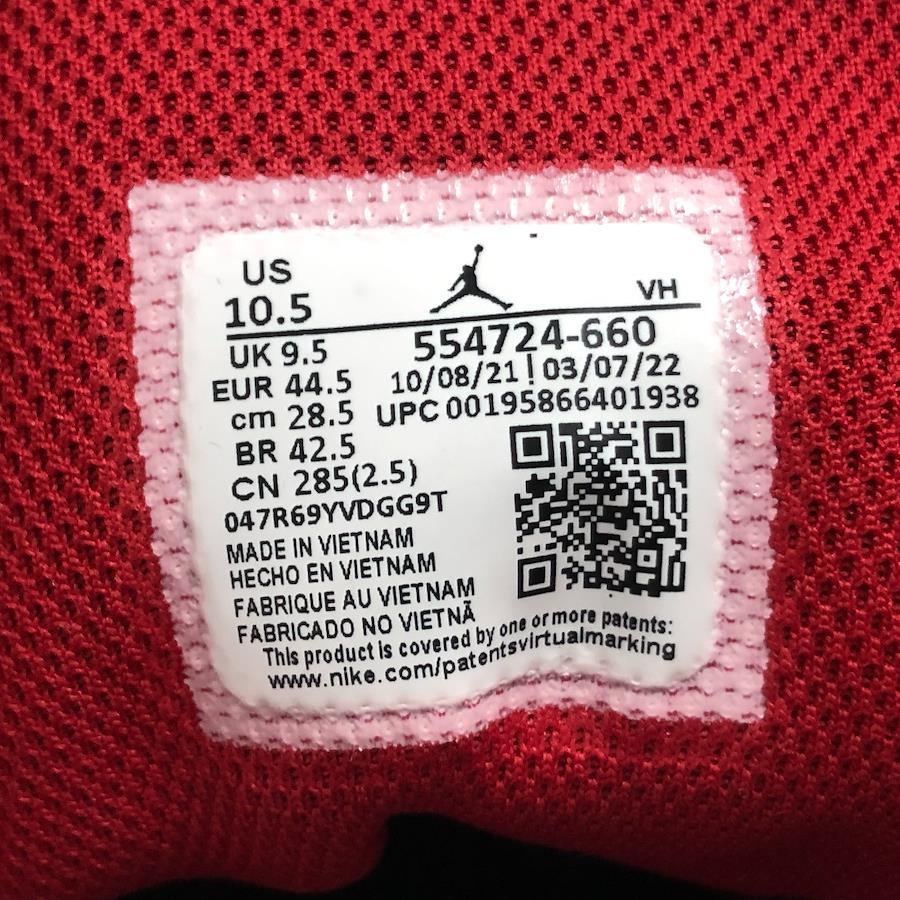 US
10.5
VH
UK 9.5
554724-660
EUR 44.5
10/08/21 | 03/07/22
cm 28.5
UPC 00195866401938
BR 42.5
CN 285(2.5)
047R69YVDGG9T
MADE IN VIETNAM
HECHO EN VIETNAM
FABRIQUE AU VIETNAM
FABRICADO NO VIETNÃ
This product is covered by one or more patents:
www.nike.com/patentsvirtualmarking